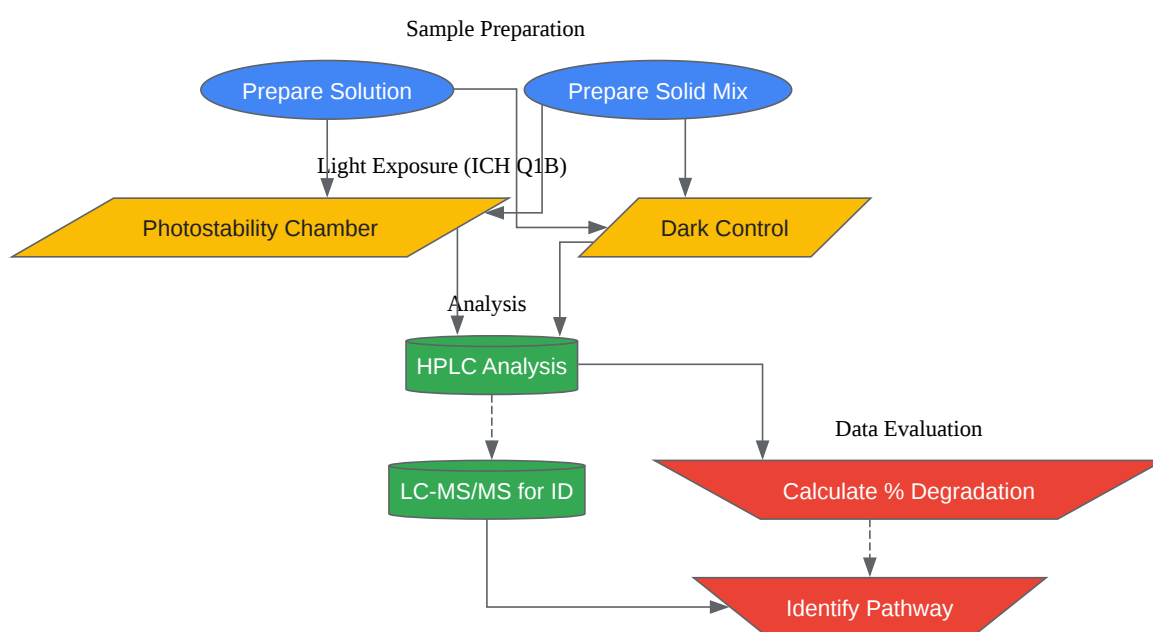 Sample Preparation
Prepare Solution
Prepare Solid Mix
Light Exposure (ICH Q1B)
Photostability Chamber
Dark Control
Analysis
HPLC Analysis
Data Evaluation
LC-MS/MS for ID
Calculate % Degradation
Identify Pathway